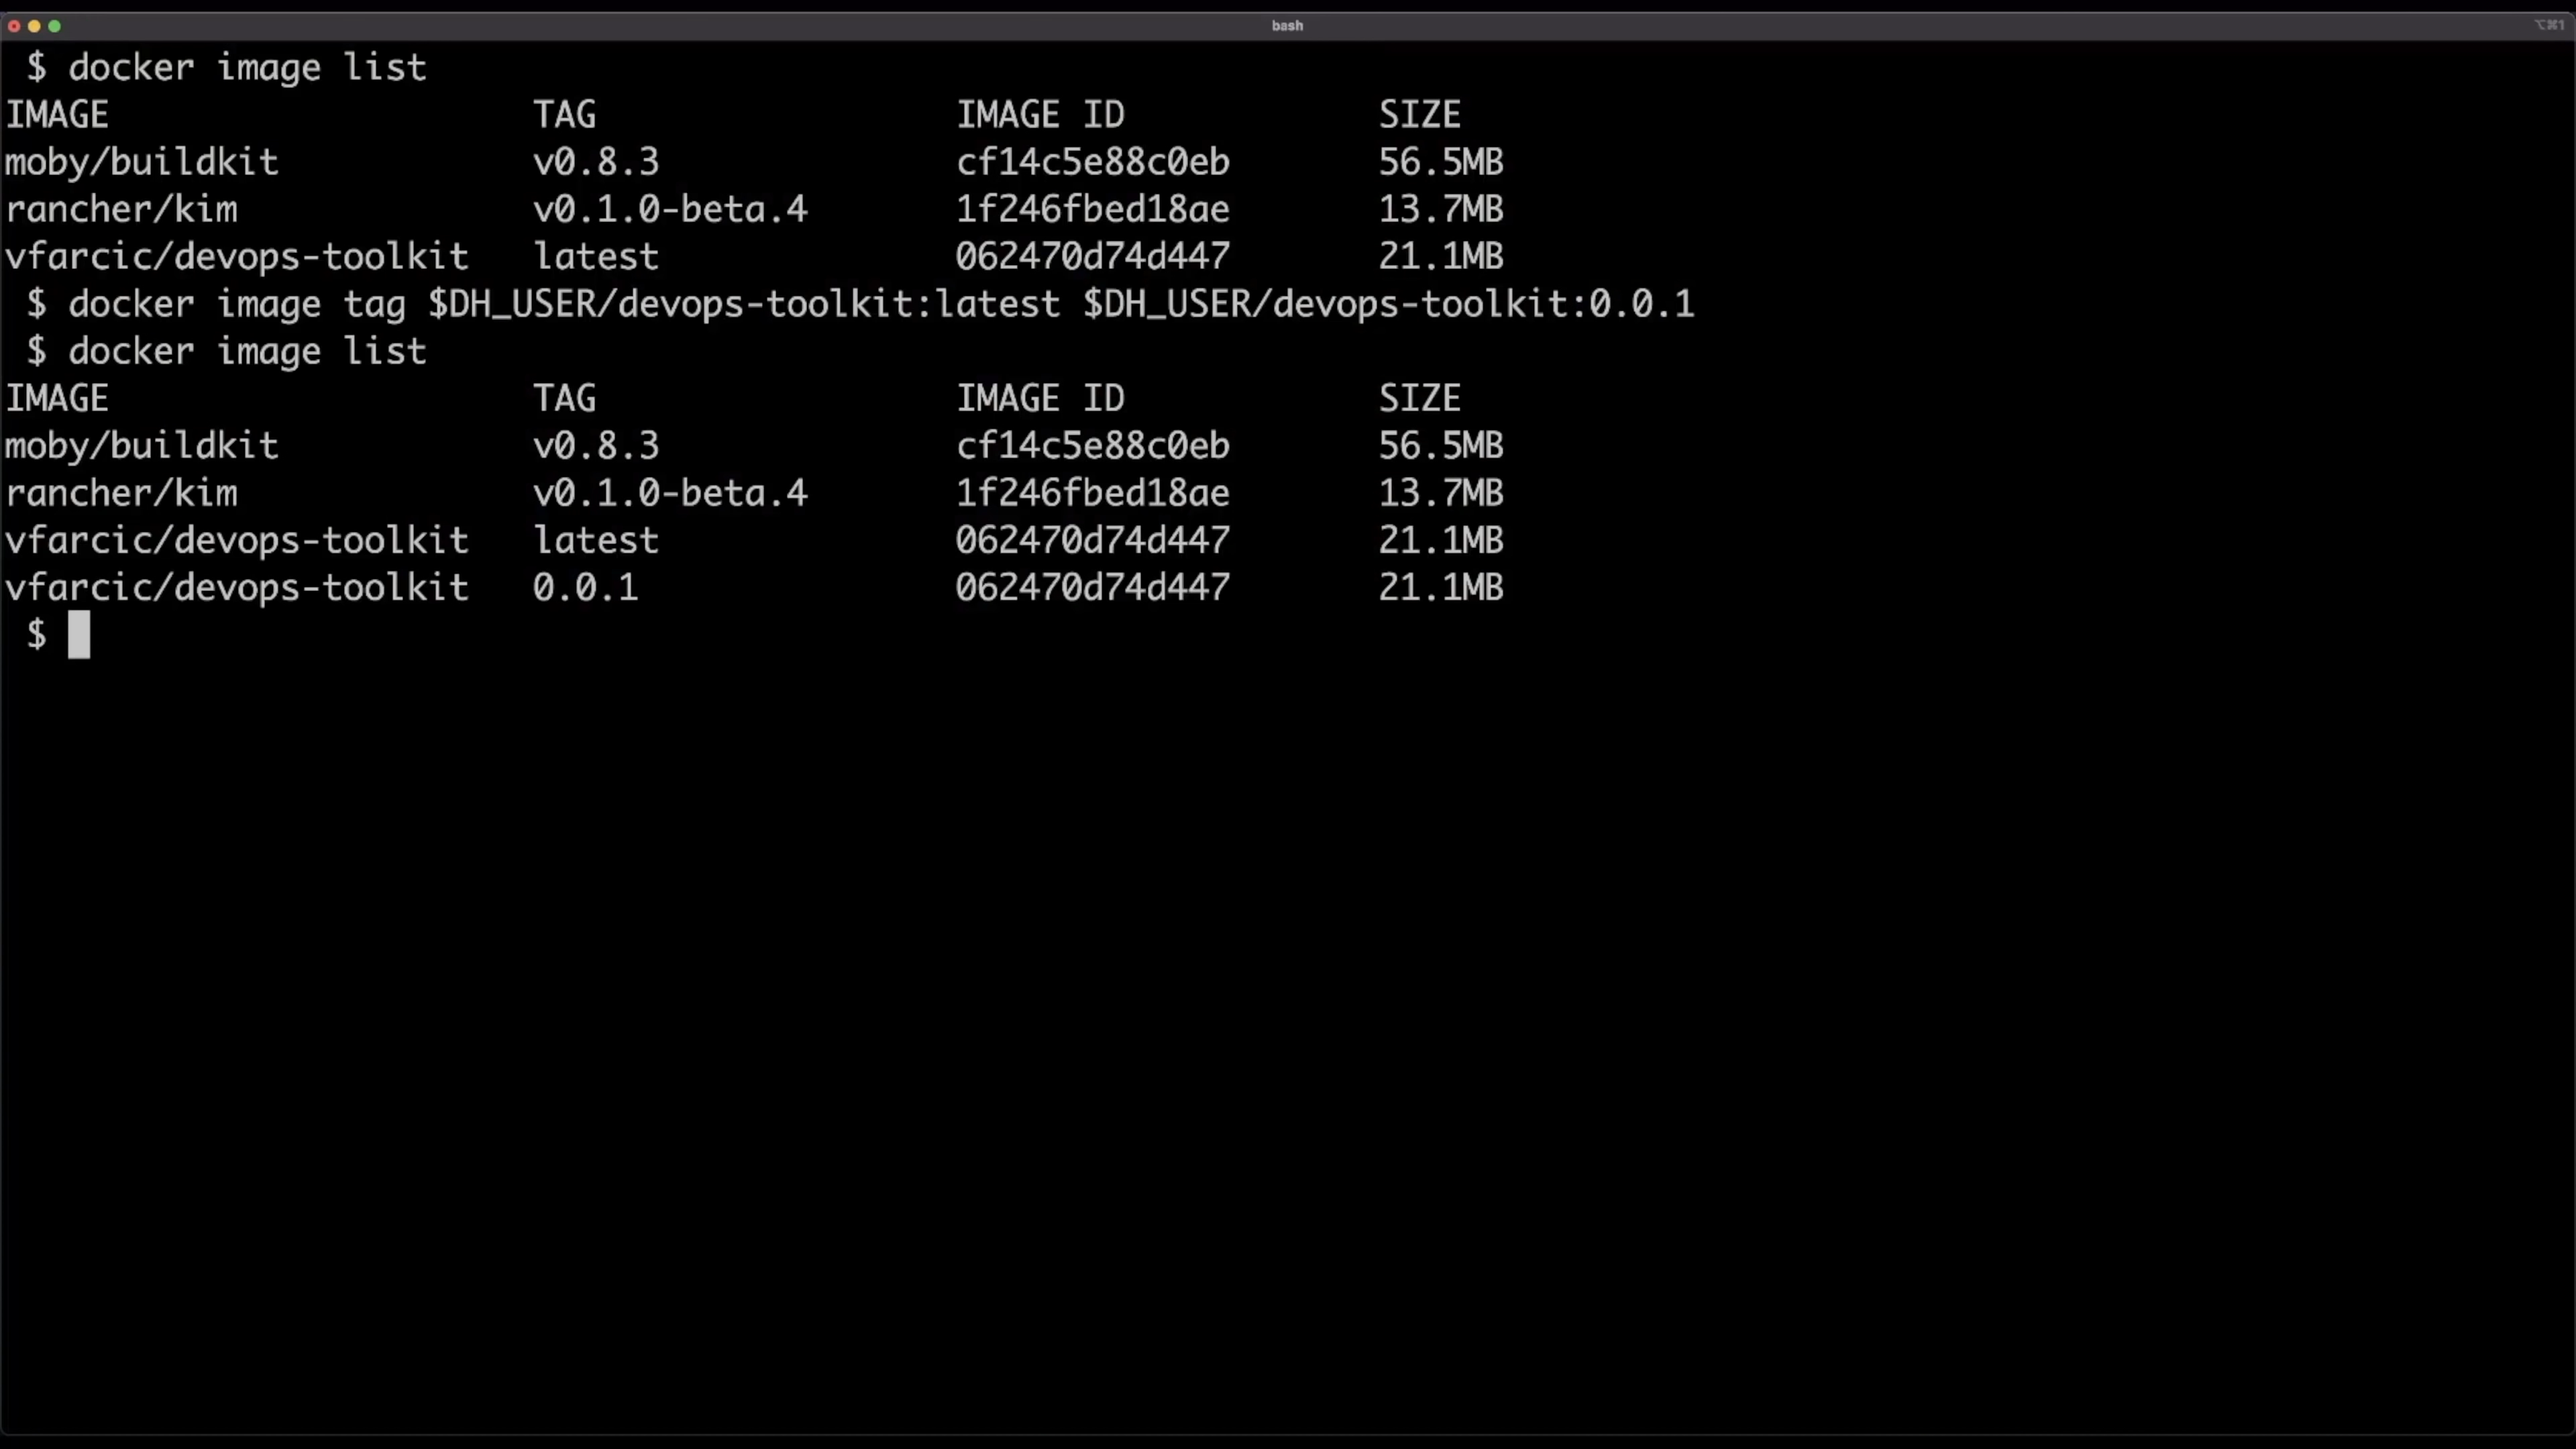 bash ⌥⌘1
$ docker image list
IMAGE TAG IMAGE ID SIZE
moby/buildkit v0.8.3 cf14c5e88c0eb 56.5MB
rancher/kim v0.1.0-beta.4 1f246fbed18ae 13.7MB
vfarcic/devops-toolkit latest 062470d74d447 21.1MB
$ docker image tag $DH_USER/devops-toolkit:latest $DH_USER/devops-toolkit:0.0.1
$ docker image list
IMAGE TAG IMAGE ID SIZE
moby/buildkit v0.8.3 cf14c5e88c0eb 56.5MB
rancher/kim v0.1.0-beta.4 1f246fbed18ae 13.7MB
vfarcic/devops-toolkit latest 062470d74d447 21.1MB
vfarcic/devops-toolkit 0.0.1 062470d74d447 21.1MB
$